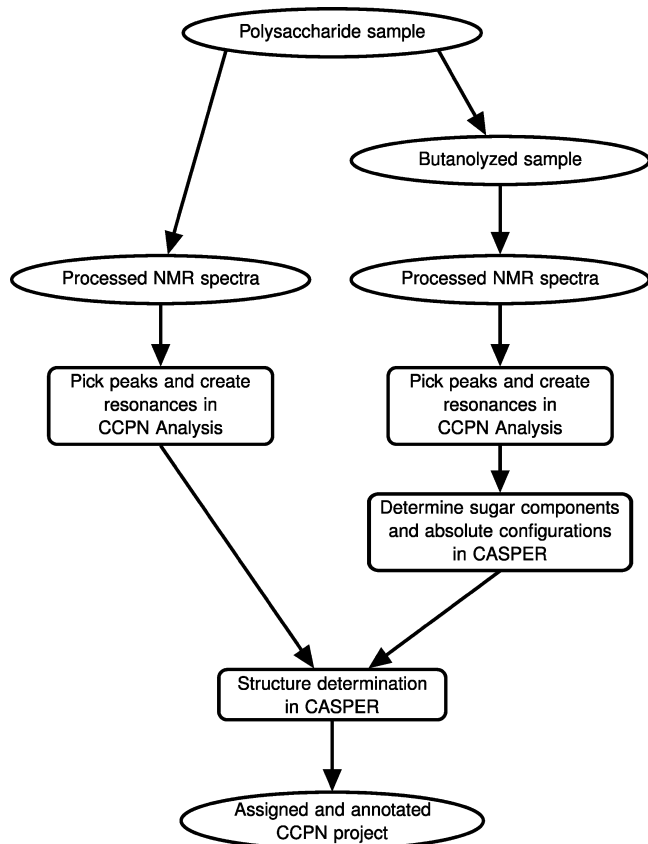 Polysaccharide sample
Butanolyzed sample
Processed NMR spectra
Processed NMR spectra
Pick peaks and create
resonances in
CCPN Analysis
Pick peaks and create
resonances in
CCPN Analysis
Determine sugar components
and absolute configurations
in CASPER
Structure determination
in CASPER
Assigned and annotated
CCPN project